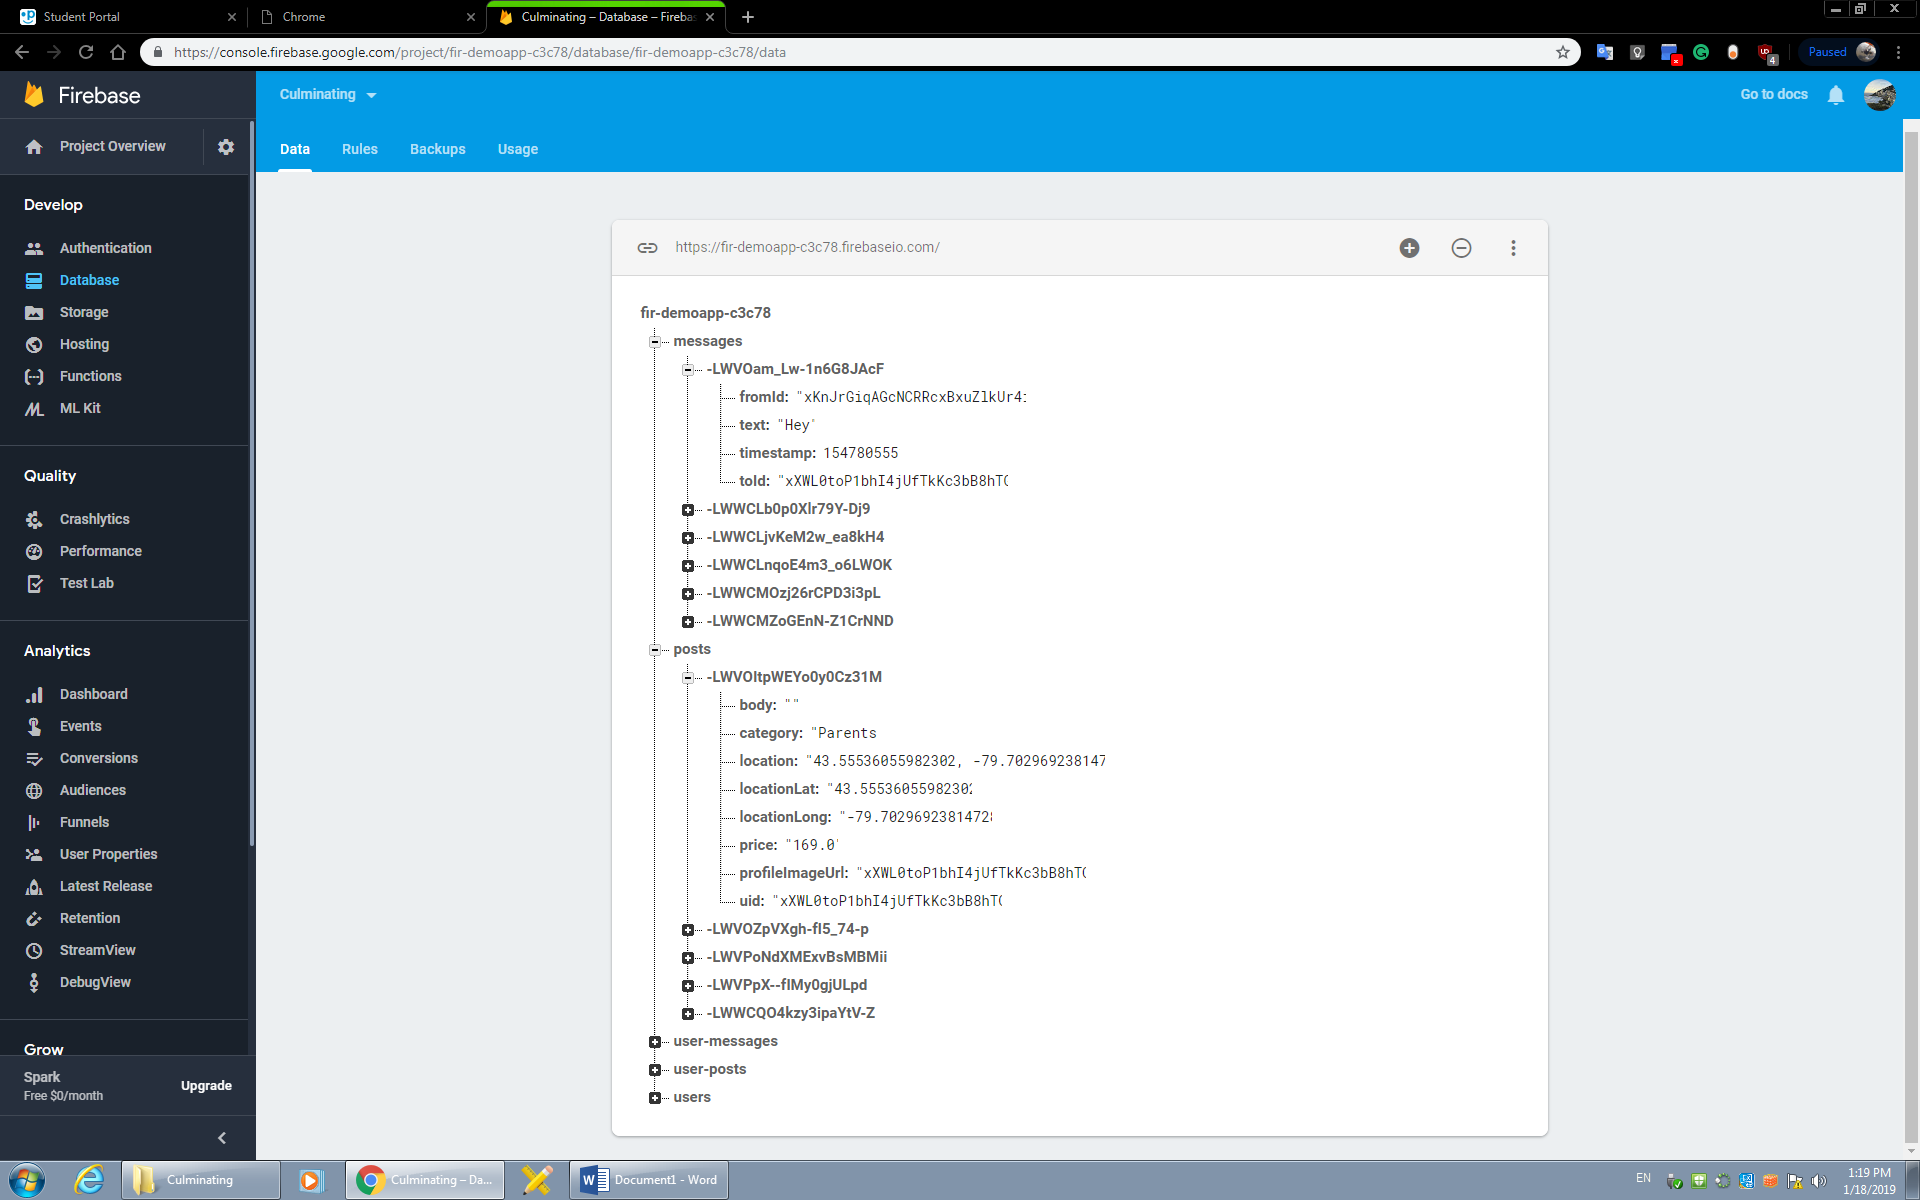 Student Portal
Chrome
Culminating – Database – Fireba
https://console.firebase.google.com/project/fir-demoapp-c3c78/database/fir-demoapp-c3c78/data
4
Paused
Firebase
Culminating
Go to docs
Project Overview
Data
Rules
Backups
Usage
Develop
Authentication
Database
Storage
Hosting
Functions
ML Kit
Quality
Crashlytics
Performance
Test Lab
Analytics
Dashboard
Events
Conversions
Audiences
Funnels
User Properties
Latest Release
Retention
StreamView
DebugView
Grow
Spark
Free $0/month
Upgrade
https://fir-demoapp-c3c78.firebaseio.com/
fir-demoapp-c3c78
messages
-LWVOam_Lw-1n6G8JAcF
fromId: "xKnJrGiqAGcNCRRcxBxuZlkUr4
text: "Hey"
timestamp: 154780555
toId: "xXWL0toP1bhI4jUfTkKc3bB8hT
-LWWCLb0p0Xlr79Y-Dj9
-LWWCLjvKeM2w_ea8kH4
-LWWCLnqoE4m3_o6LWOK
-LWWCMOzj26rCPD3i3pL
-LWWCMZoGEnN-Z1CrNND
posts
-LWVOltpWEYo0y0Cz31M
body: ""
category: "Parents
location: "43.55536055982302, -79.702969238147
locationLat: "43.55536055982302
locationLong: "-79.70296923814728
price: "169.0"
profileImageUrl: "xXWL0toP1bhI4jUfTkKc3bB8hT
uid: "xXWL0toP1bhI4jUfTkKc3bB8hT
-LWVOZpVXgh-fI5_74-p
-LWVPoNdXMExvBsMBMii
-LWVPpX--fIMy0gjULpd
-LWWCQO4kzy3ipaYtV-Z
user-messages
user-posts
users
Culminating
Culminating – Da...
Document1 - Word
EN
1:19 PM
1/18/2019